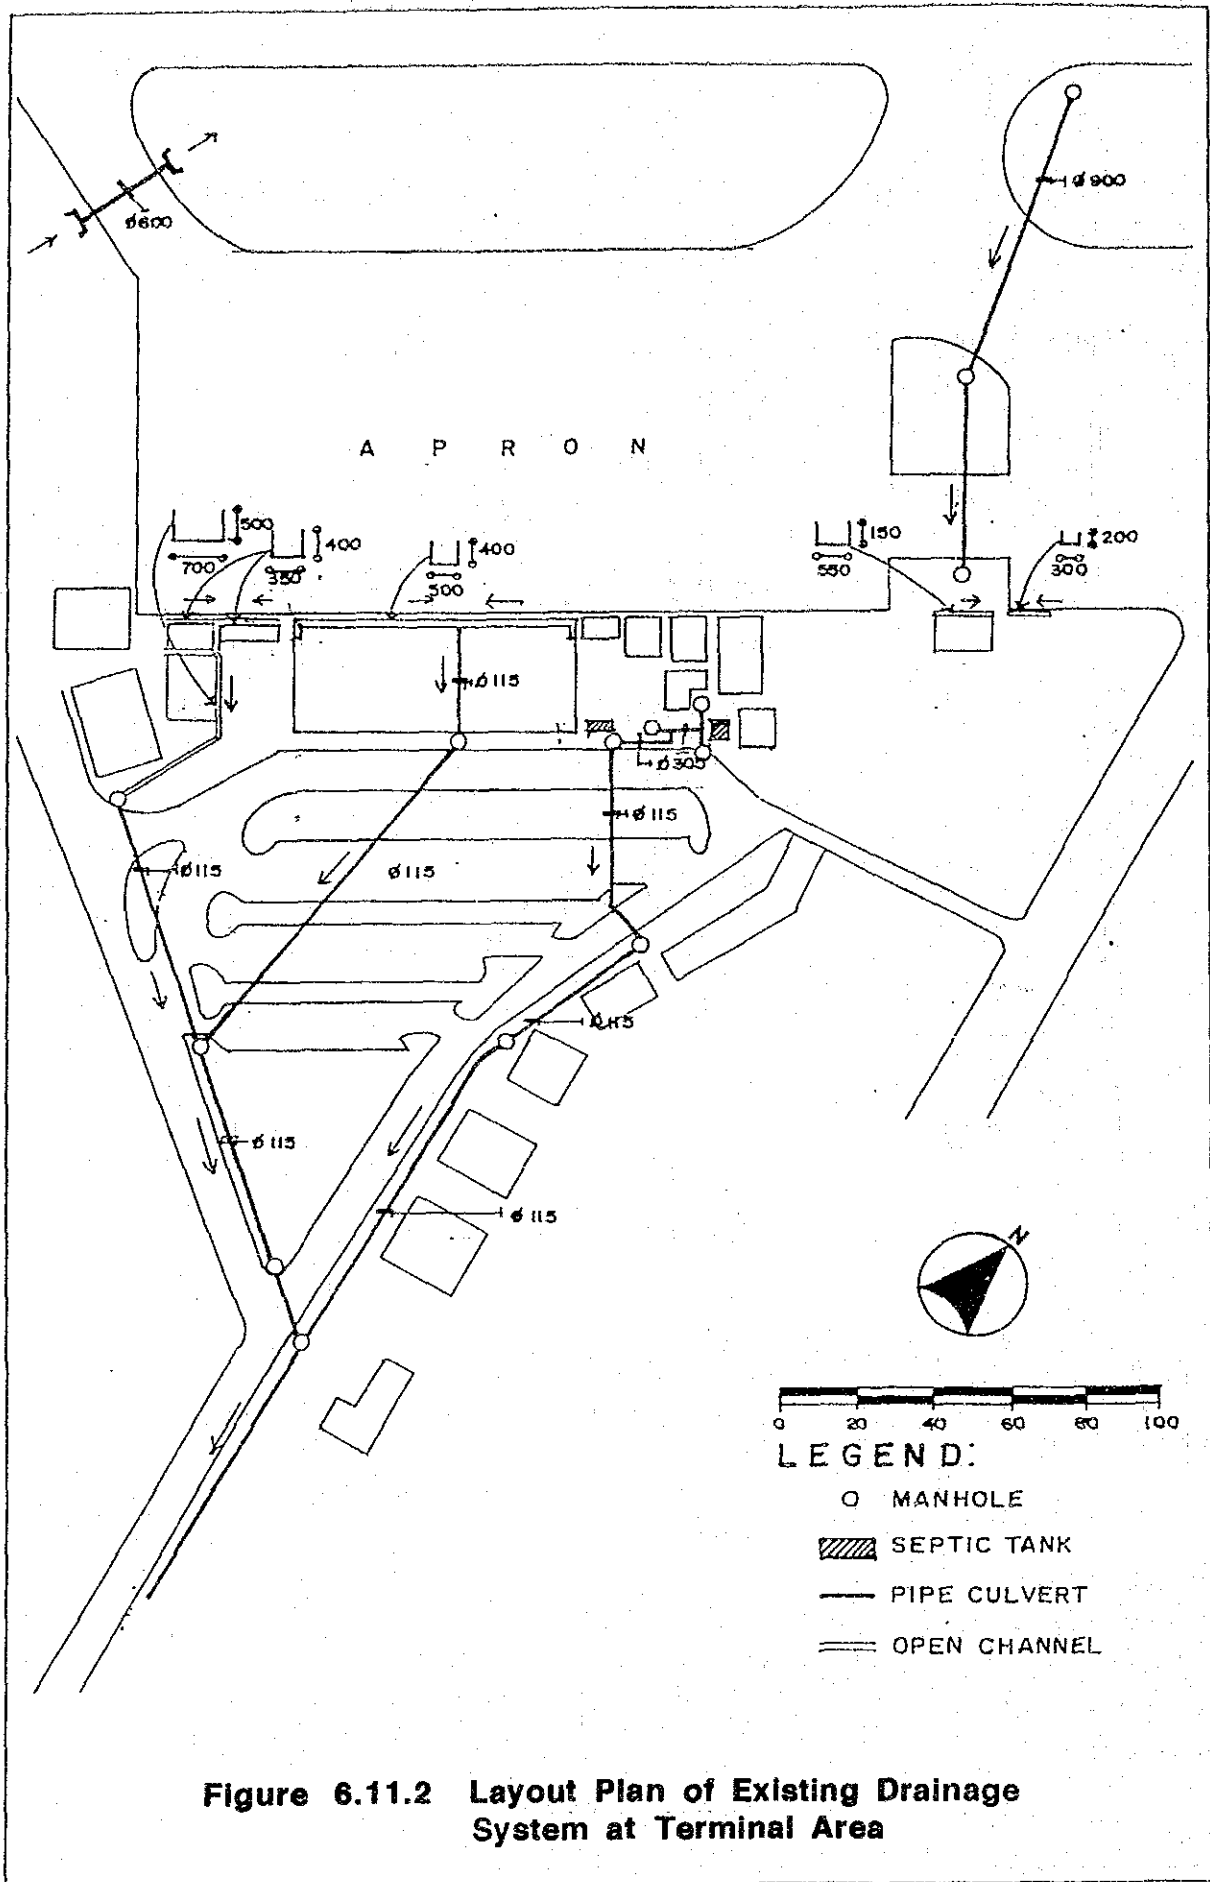 ø600
ø900
A P R O N
500
700
400
350
400
500
150
550
200
300
ø115
ø305
ø115
ø115
ø115
ø115
ø115
ø115
N
0 20 40 60 80 100
LEGEND:
O MANHOLE
SEPTIC TANK
PIPE CULVERT
OPEN CHANNEL
Figure 6.11.2 Layout Plan of Existing Drainage
System at Terminal Area